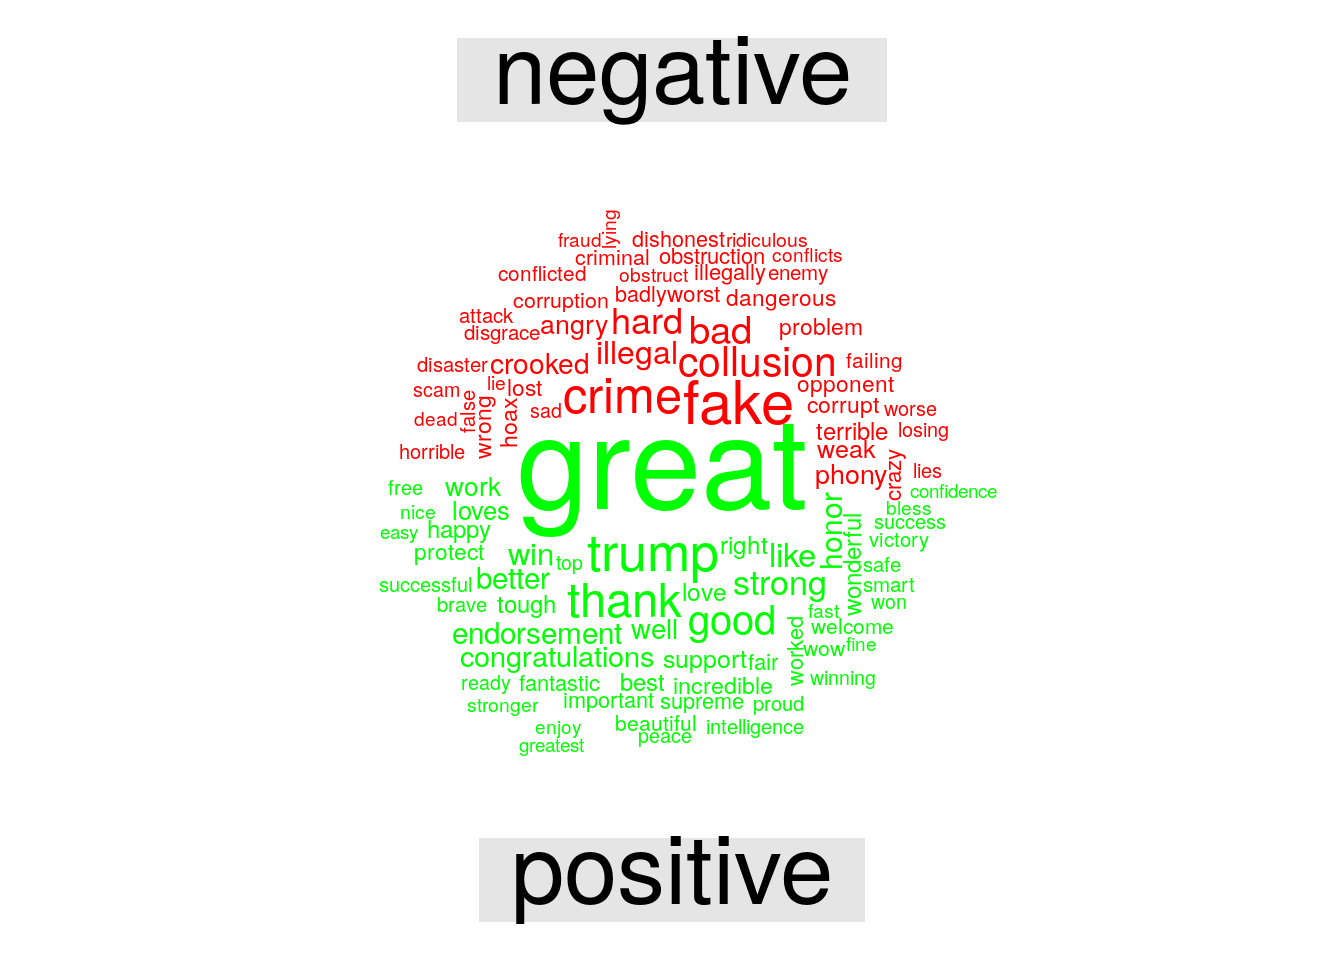 negative
lying
fraud
dishonest ridiculous
criminal obstruction conflicts
conflicted obstruct illegally enemy
corruption badly worst dangerous
attack angry hard bad problem
disgrace
disaster crooked illegal collusion failing
scam lie lost crime fake opponent
dead false wrong hoax sad corrupt worse
horrible terrible losing
weak
great
phony crazy lies
free work confidence
nice loves honor bless
easy happy wonderful success
protect win top trump right like victory
successful better thank love strong safe
smart
brave tough good fast won
endorsement well worked welcome
congratulations support fair wow fine
ready fantastic best incredible winning
stronger important supreme proud
enjoy beautiful intelligence
greatest peace
positive